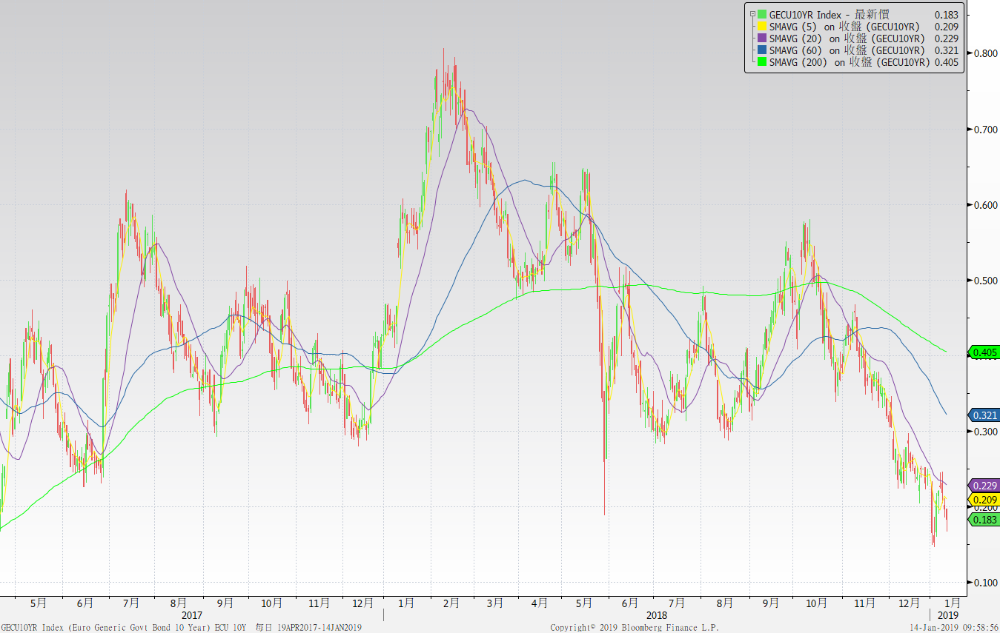 GECU10YR Index - 最新價 0.183
SMAVG (5) on 收盤 (GECU10YR) 0.209
SMAVG (20) on 收盤 (GECU10YR) 0.229
SMAVG (60) on 收盤 (GECU10YR) 0.321
SMAVG (200) on 收盤 (GECU10YR) 0.405
0.800
0.700
0.600
0.500
0.405
0.321
0.300
0.229
0.209
0.200
0.183
0.100
5月 6月 7月 8月 9月 10月 11月 12月 1月 2月 3月 4月 5月 6月 7月 8月 9月 10月 11月 12月 1月
2017 2018 2019
GECU10YR Index (Euro Generic Govt Bond 10 Year) ECU 10Y 每日 19APR2017-14JAN2019 Copyright© 2019 Bloomberg Finance L.P. 14-Jan-2019 09:58:56